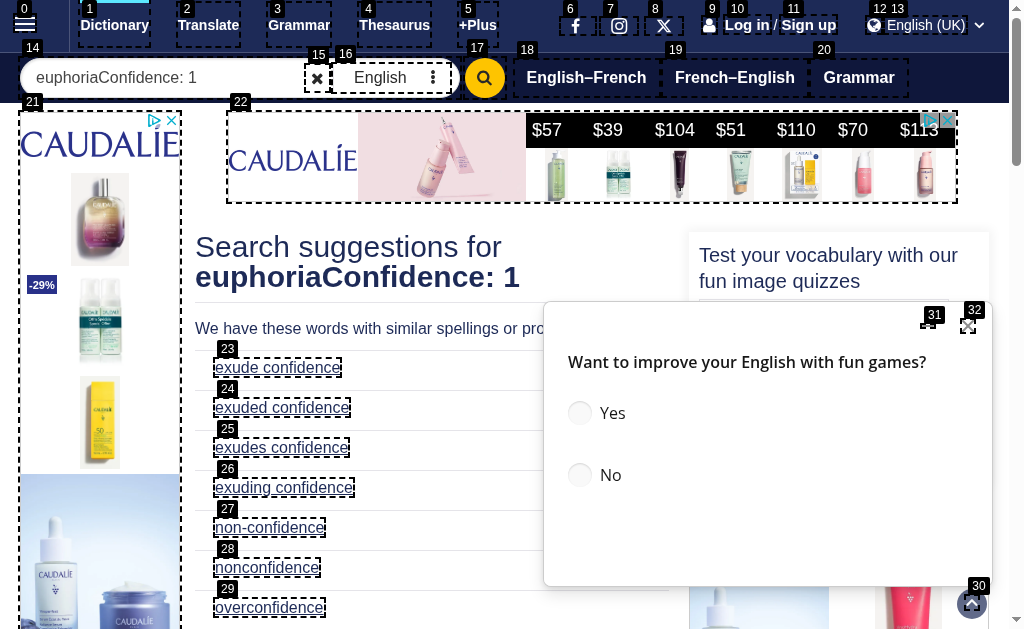 0 1 2 3 4 5 6 7 8 9 10 11 12 13
Dictionary Translate Grammar Thesaurus +Plus Log in / Sign up English (UK)
14 15 16 17 18 19 20
euphoriaConfidence: 1 English English–French French–English Grammar
21 22
CAUDALÍE
-29%
50
CAUDALÍE
CAUDALÍE
$57 $39 $104 $51 $110 $70 $113
Search suggestions for
euphoriaConfidence: 1
We have these words with similar spellings or pro
23
exude confidence
24
exuded confidence
25
exudes confidence
26
exuding confidence
27
non-confidence
28
nonconfidence
29
overconfidence
Test your vocabulary with our
fun image quizzes
31 32
Want to improve your English with fun games?
Yes
No
30